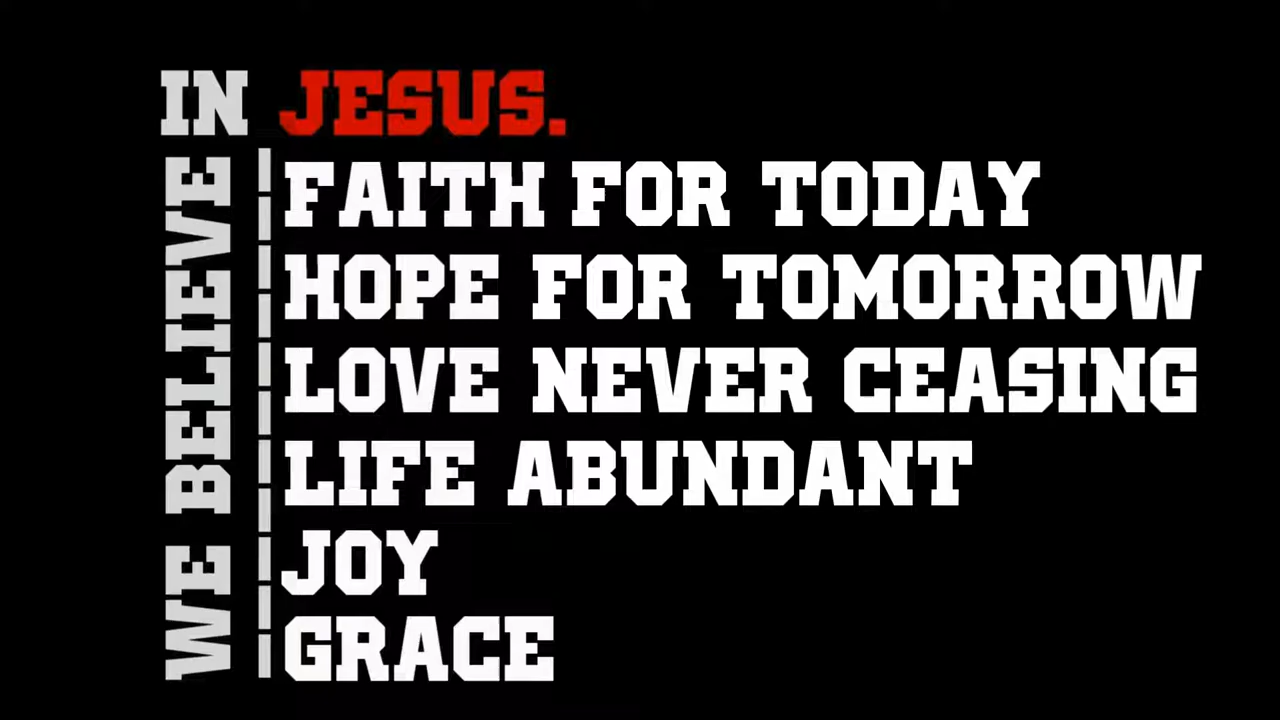 WE BELIEVE
IN JESUS.
FAITH FOR TODAY
HOPE FOR TOMORROW
LOVE NEVER CEASING
LIFE ABUNDANT
JOY
GRACE